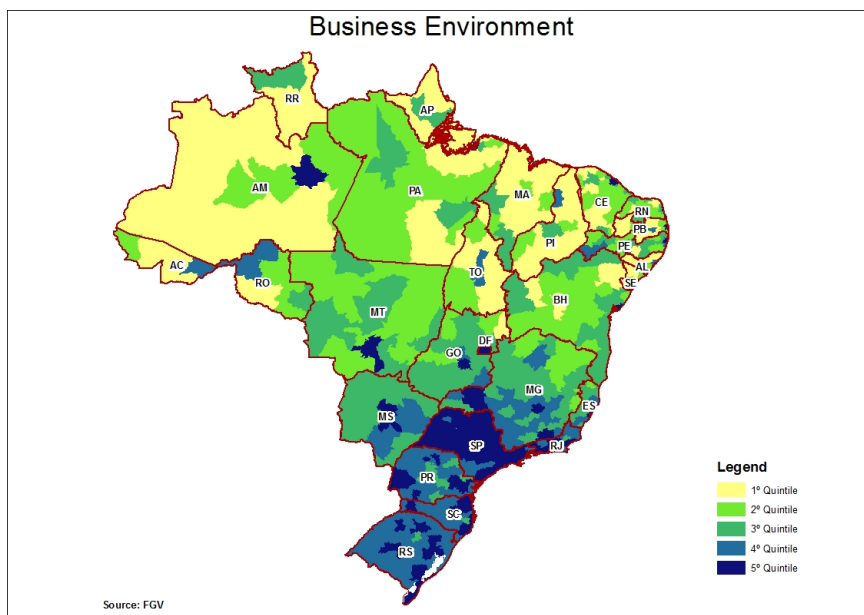 Business Environment
RR
AP
AM
PA
MA
CE
RN
PB
PI
PE
AL
SE
AC
RO
TO
BH
MT
DF
GO
MG
ES
MS
SP
RJ
PR
SC
RS
Legend
1º Quintile
2º Quintile
3º Quintile
4º Quintile
5º Quintile
Source: FGV